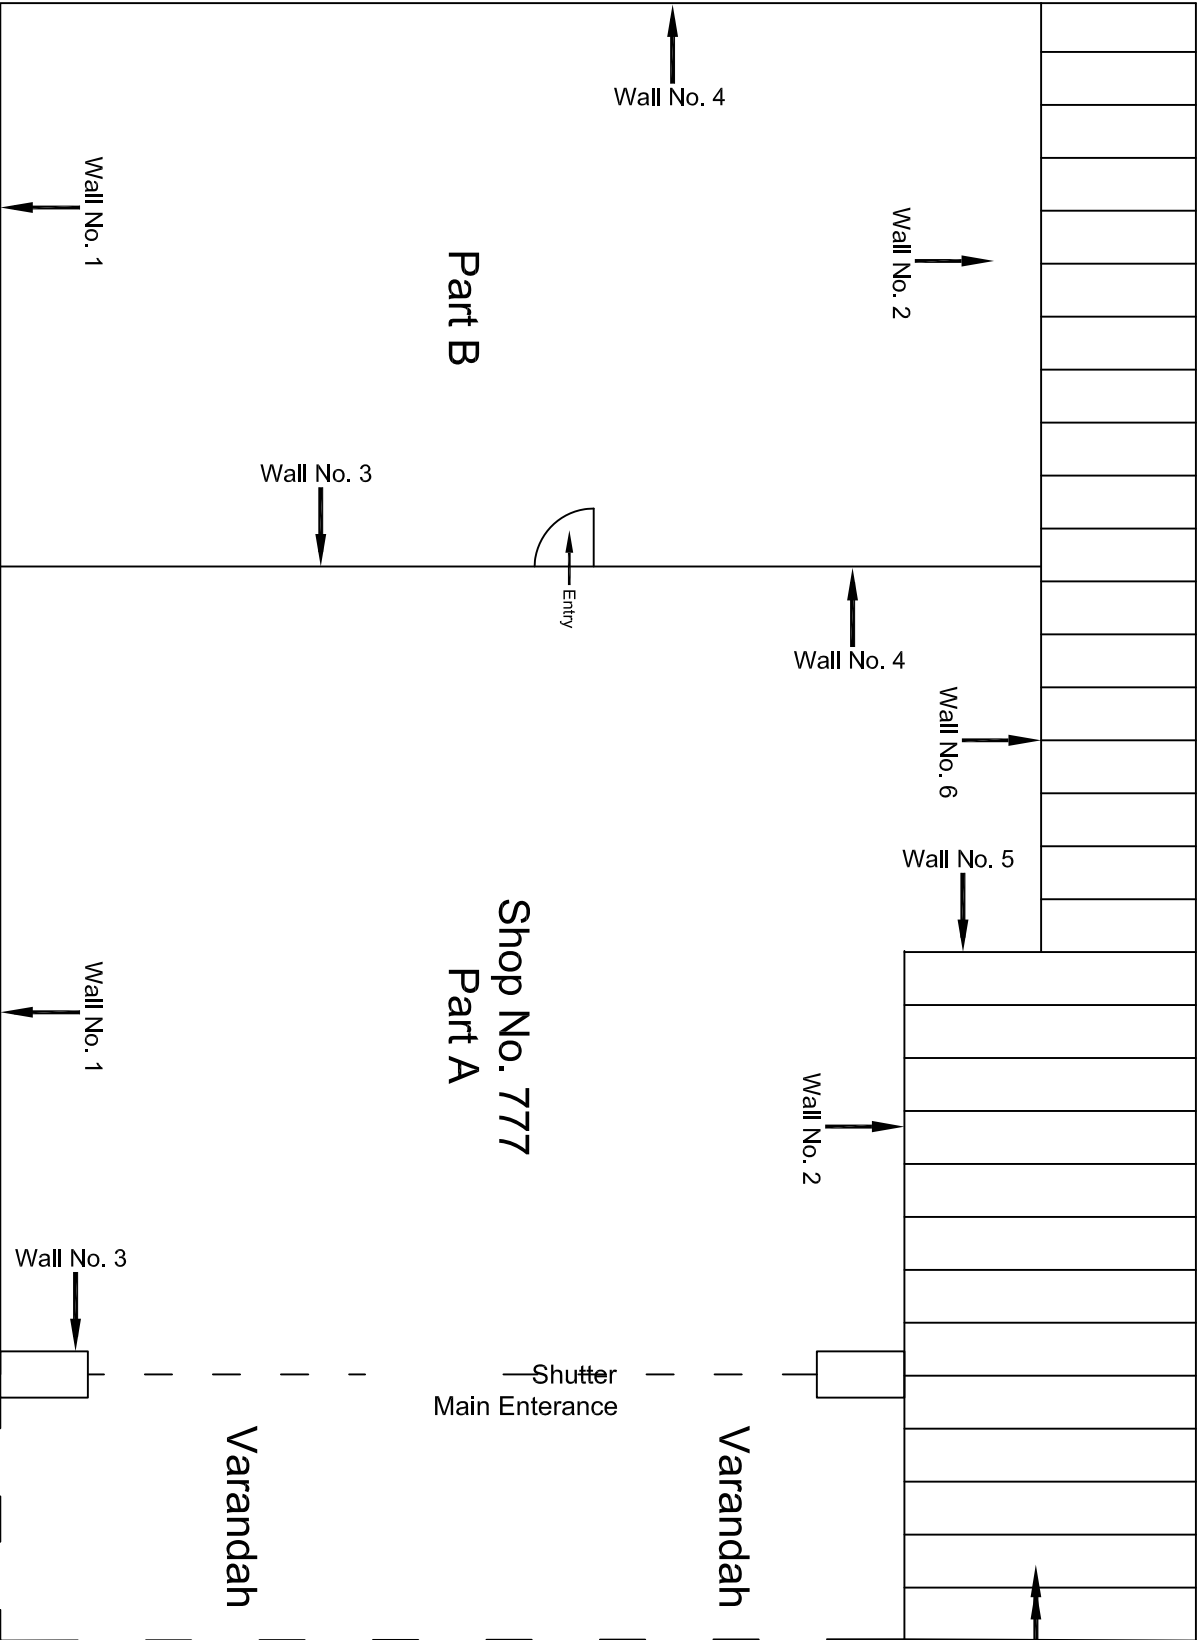 Wall No. 4
Wall No. 1
Wall No. 2
Part B
Wall No. 3
Entry
Wall No. 4
Wall No. 6
Wall No. 5
Shop No. 777
Part A
Wall No. 1
Wall No. 2
Wall No. 3
Shutter
Main Enterance
Varandah
Varandah